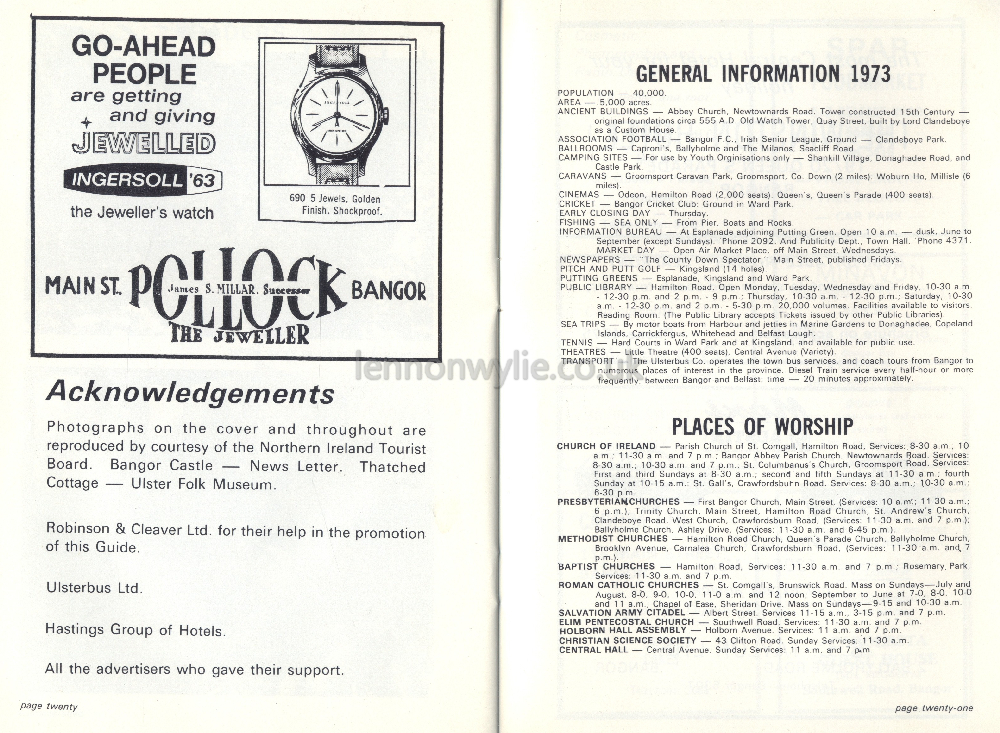 GO-AHEAD
PEOPLE
are getting
and giving
JEWELLED
INGERSOLL '63
the Jeweller's watch
690 5 Jewels. Golden
Finish. Shockproof.
MAIN ST. POLLOCK BANGOR
James S. MILLAR. Successor
THE JEWELLER
Acknowledgements
Photographs on the cover and throughout are
reproduced by courtesy of the Northern Ireland Tourist
Board. Bangor Castle — News Letter. Thatched
Cottage — Ulster Folk Museum.
Robinson & Cleaver Ltd. for their help in the promotion
of this Guide.
Ulsterbus Ltd.
Hastings Group of Hotels.
All the advertisers who gave their support.
page twenty
lennonwylie.co.uk
GENERAL INFORMATION 1973
POPULATION — 40,000.
AREA — 5,000 acres.
ANCIENT BUILDINGS — Abbey Church, Newtownards Road. Tower constructed 15th Century —
original foundations circa 555 A.D. Old Watch Tower, Quay Street, built by Lord Clandeboye
as a Custom House.
ASSOCIATION FOOTBALL — Bangor F.C., Irish Senior League, Ground — Clandeboye Park.
BALLROOMS — Caproni's, Ballyholme and The Milanos, Seacliff Road.
CAMPING SITES — For use by Youth Orginisations only — Shankill Village, Donaghadee Road, and
Castle Park.
CARAVANS — Groomsport Caravan Park, Groomsport, Co. Down (2 miles). Woburn Ho, Millisle (6
miles).
CINEMAS — Odeon, Hamilton Road (2,000 seats). Queen's, Queen's Parade (400 seats).
CRICKET — Bangor Cricket Club: Ground in Ward Park.
EARLY CLOSING DAY — Thursday.
FISHING — SEA ONLY — From Pier, Boats and Rocks.
INFORMATION BUREAU — At Esplanade adjoining Putting Green. Open 10 a.m. — dusk, June to
September (except Sundays). 'Phone 2092. And Publicity Dept., Town Hall. 'Phone 4371.
MARKET DAY — Open Air Market Place, off Main Street, Wednesdays.
NEWSPAPERS — "The County Down Spectator," Main Street, published Fridays.
PITCH AND PUTT GOLF — Kingsland (14 holes)
PUTTING GREENS — Esplanade, Kingsland and Ward Park.
PUBLIC LIBRARY — Hamilton Road, Open Monday, Tuesday, Wednesday and Friday, 10-30 a.m.
- 12-30 p.m. and 2 p.m. - 9 p.m.; Thursday, 10-30 a.m. - 12-30 p.m.; Saturday, 10-30
a.m. - 12-30 p.m. and 2 p.m. - 5-30 p.m. 20,000 volumes. Facilities available to visitors.
Reading Room. (The Public Library accepts Tickets issued by other Public Libraries).
SEA TRIPS — By motor boats from Harbour and jetties in Marine Gardens to Donaghadee, Copeland
Islands, Carrickfergus, Whitehead and Belfast Lough.
TENNIS — Hard Courts in Ward Park and at Kingsland, and available for public use.
THEATRES — Little Theatre (400 seats), Central Avenue (Variety).
TRANSPORT — The Ulsterbus Co. operates the town bus services, and coach tours from Bangor to
numerous places of interest in the province. Diesel Train service every half-hour or more
frequently, between Bangor and Belfast: time — 20 minutes approximately.
PLACES OF WORSHIP
CHURCH OF IRELAND — Parish Church of St. Comgall, Hamilton Road. Services: 8-30 a.m., 10
a.m.; 11-30 a.m. and 7 p.m.; Bangor Abbey Parish Church, Newtownards Road. Services:
8-30 a.m.; 10-30 a.m. and 7 p.m., St. Columbanus's Church, Groomsport Road. Services:
First and third Sundays at 8-30 a.m., second and fifth Sundays at 11-30 a.m.; fourth
Sunday at 10-15 a.m.: St. Gall's, Crawfordsburn Road. Services: 8-30 a.m.; 10-30 a.m.;
6-30 p.m.
PRESBYTERIAN CHURCHES — First Bangor Church, Main Street. (Services: 10 a.m.; 11-30 a.m.;
6 p.m.), Trinity Church, Main Street, Hamilton Road Church, St. Andrew's Church,
Clandeboye Road. West Church, Crawfordsburn Road, (Services: 11-30 a.m. and 7 p.m.);
Ballyholme Church, Ashley Drive. (Services: 11-30 a.m. and 6-45 p.m.).
METHODIST CHURCHES — Hamilton Road Church, Queen's Parade Church, Ballyholme Church,
Brooklyn Avenue, Carnalea Church; Crawfordsburn Road, (Services: 11-30 a.m. and 7
p.m.).
BAPTIST CHURCHES — Hamilton Road, Services: 11-30 a.m. and 7 p.m.; Rosemary Park,
Services: 11-30 a.m. and 7 p.m.
ROMAN CATHOLIC CHURCHES — St. Comgall's, Brunswick Road. Mass on Sundays—July and
August, 8-0, 9-0, 10-0, 11-0 a.m. and 12 noon, September to June at 7-0, 8-0, 10-0
and 11 a.m., Chapel of Ease, Sheridan Drive. Mass on Sundays—9-15 and 10-30 a.m.
SALVATION ARMY CITADEL — Albert Street. Services 11-15 a.m., 3-15 p.m. and 7 p.m.
ELIM PENTECOSTAL CHURCH — Southwell Road. Services: 11-30 a.m. and 7 p.m.
HOLBORN HALL ASSEMBLY — Holborn Avenue. Services: 11 a.m. and 7 p.m.
CHRISTIAN SCIENCE SOCIETY — 43 Clifton Road. Sunday Services: 11-30 a.m.
CENTRAL HALL — Central Avenue. Sunday Services: 11 a.m. and 7 p.m
page twenty-one